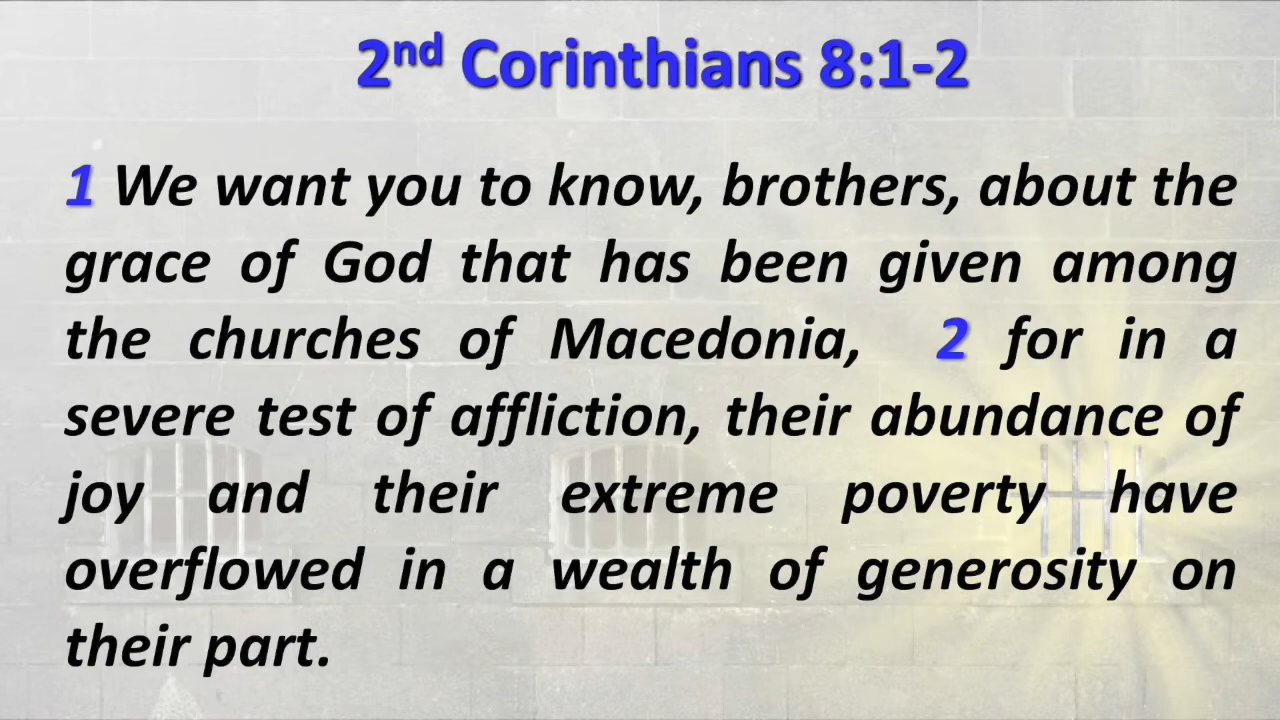 2nd Corinthians 8:1-2
1 We want you to know, brothers, about the
grace of God that has been given among
the churches of Macedonia, 2 for in a
severe test of affliction, their abundance of
joy and their extreme poverty have
overflowed in a wealth of generosity on
their part.